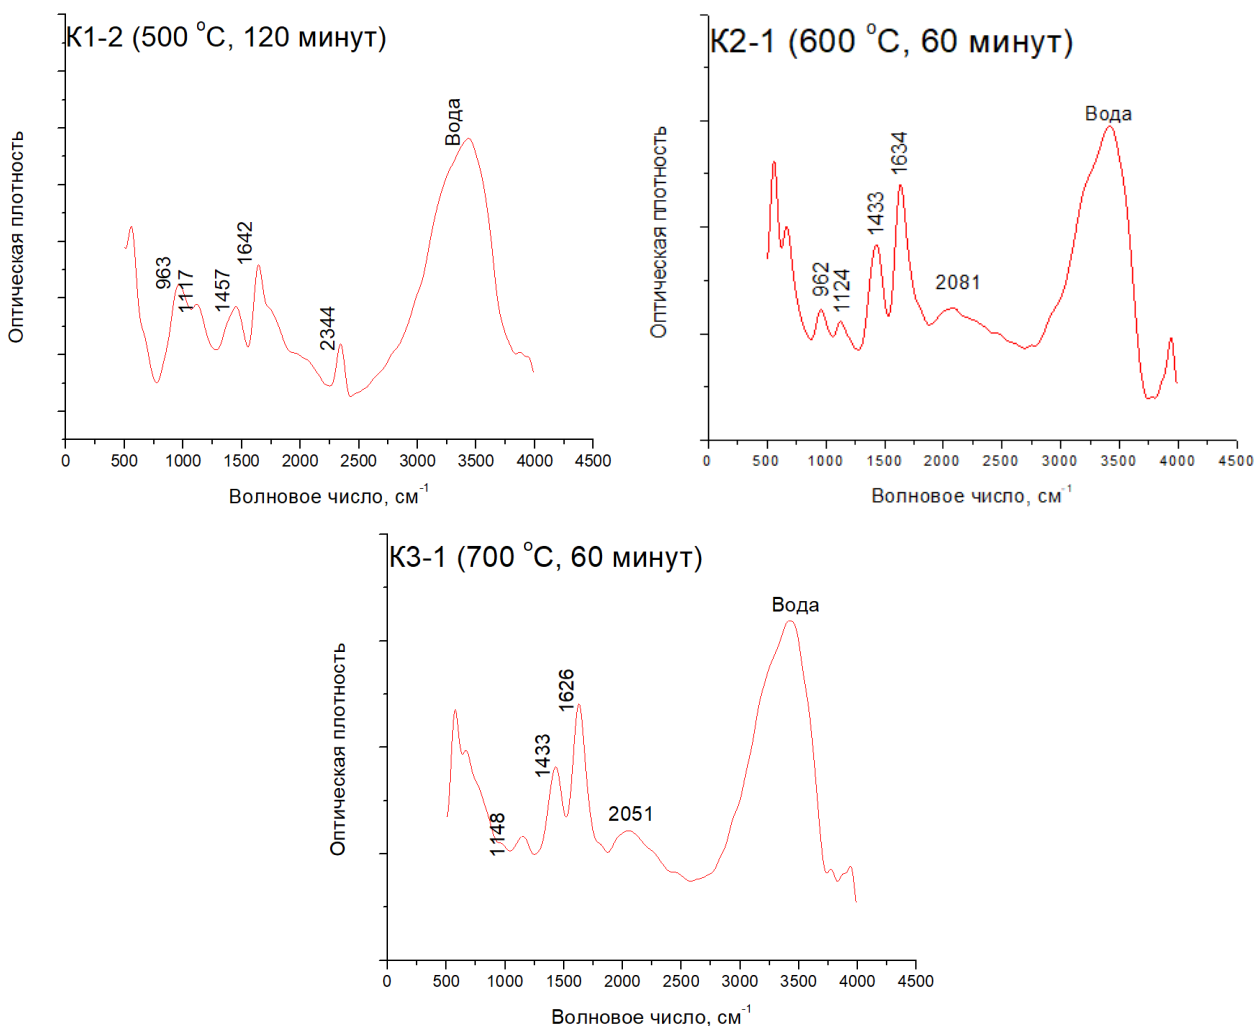 К1-2 (500 °С, 120 минут)
Оптическая плотность
963
1117
1457
1642
2344
Вода
0 500 1000 1500 2000 2500 3000 3500 4000 4500
Волновое число, см⁻¹
К2-1 (600 °С, 60 минут)
Оптическая плотность
962
1124
1433
1634
2081
Вода
0 500 1000 1500 2000 2500 3000 3500 4000 4500
Волновое число, см⁻¹
К3-1 (700 °С, 60 минут)
Оптическая плотность
1148
1433
1626
2051
Вода
0 500 1000 1500 2000 2500 3000 3500 4000 4500
Волновое число, см⁻¹